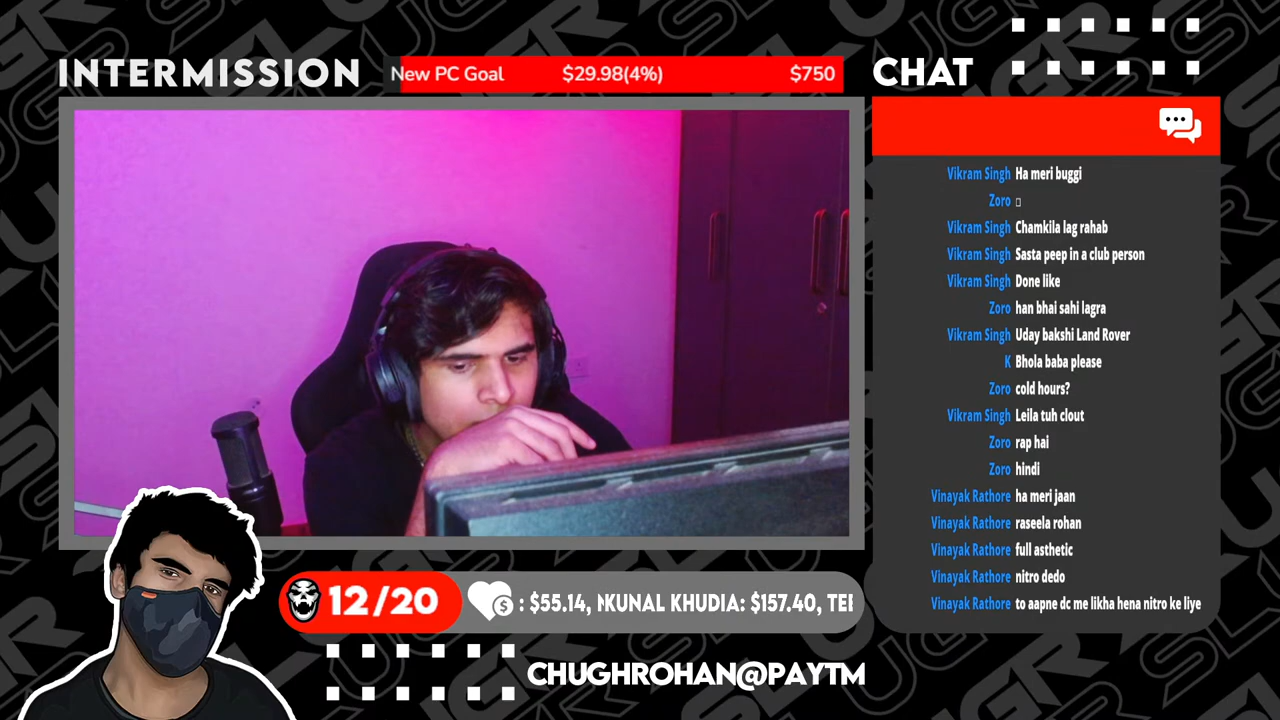 INTERMISSION
New PC Goal $29.98(4%) $750
CHAT
Vikram Singh Ha meri buggi
Zoro
Vikram Singh Chamkila lag rahab
Vikram Singh Sasta peep in a club person
Vikram Singh Done like
Zoro han bhai sahi lagra
Vikram Singh Uday bakshi Land Rover
K Bhola baba please
Zoro cold hours?
Vikram Singh Leila tuh clout
Zoro rap hai
Zoro hindi
Vinayak Rathore ha meri jaan
Vinayak Rathore raseela rohan
Vinayak Rathore full asthetic
Vinayak Rathore nitro dedo
Vinayak Rathore to aapne dc me likha hena nitro ke liye
12/20
: $55.14, NKUNAL KHUDIA: $157.40,
CHUGHROHAN@PAYTM